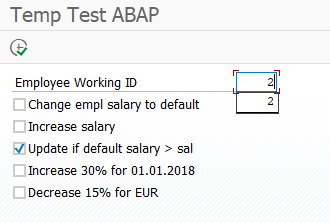 Temp Test ABAP
Employee Working ID 2
2
Change empl salary to default
Increase salary
Update if default salary > sal
Increase 30% for 01.01.2018
Decrease 15% for EUR